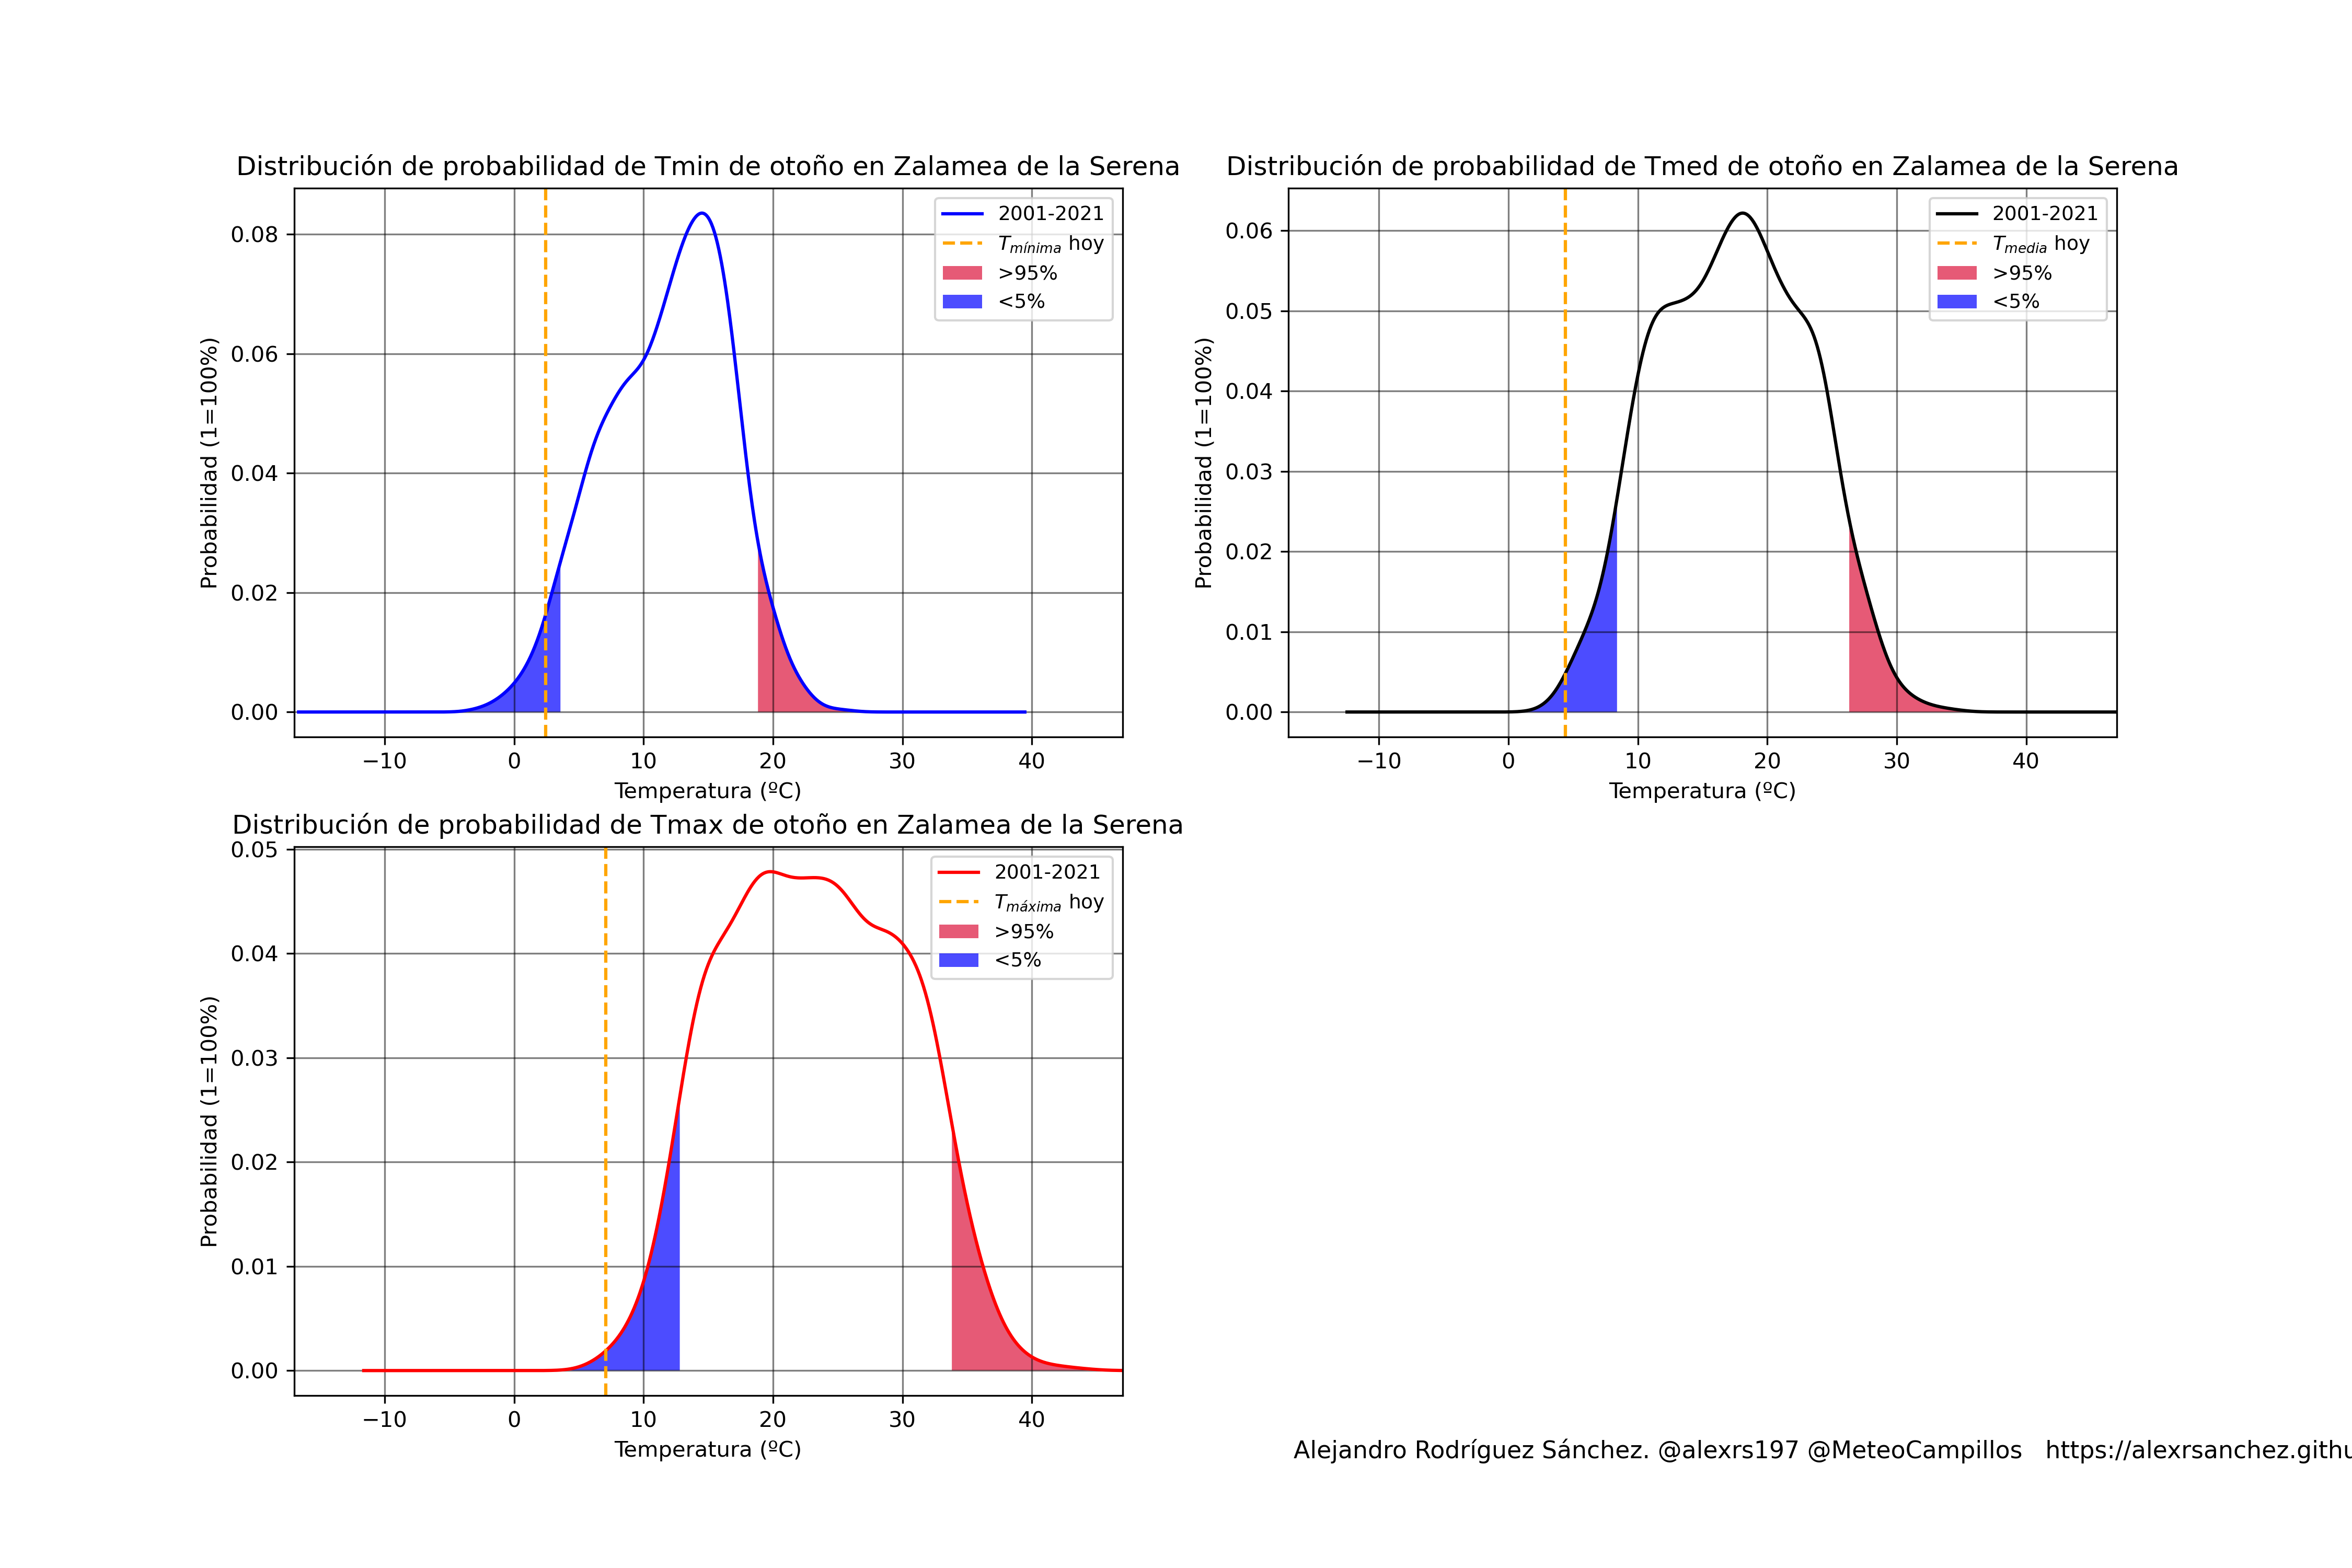 Distribución de probabilidad de Tmin de otoño en Zalamea de la Serena
Probabilidad (1=100%)
0.08
0.06
0.04
0.02
0.00
2001-2021
Tmínima hoy
>95%
<5%
−10 0 10 20 30 40
Temperatura (ºC)
Distribución de probabilidad de Tmed de otoño en Zalamea de la Serena
Probabilidad (1=100%)
0.06
0.05
0.04
0.03
0.02
0.01
0.00
2001-2021
Tmedia hoy
>95%
<5%
−10 0 10 20 30 40
Temperatura (ºC)
Distribución de probabilidad de Tmax de otoño en Zalamea de la Serena
Probabilidad (1=100%)
0.05
0.04
0.03
0.02
0.01
0.00
2001-2021
Tmáxima hoy
>95%
<5%
−10 0 10 20 30 40
Temperatura (ºC)
Alejandro Rodríguez Sánchez. @alexrs197 @MeteoCampillos https://alexrsanchez.githu